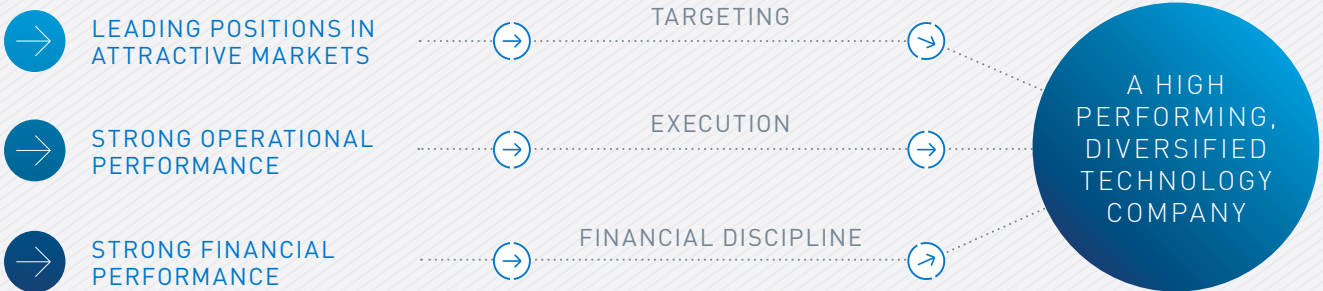 LEADING POSITIONS IN
ATTRACTIVE MARKETS
TARGETING
STRONG OPERATIONAL
PERFORMANCE
EXECUTION
STRONG FINANCIAL
PERFORMANCE
FINANCIAL DISCIPLINE
A HIGH
PERFORMING,
DIVERSIFIED
TECHNOLOGY
COMPANY